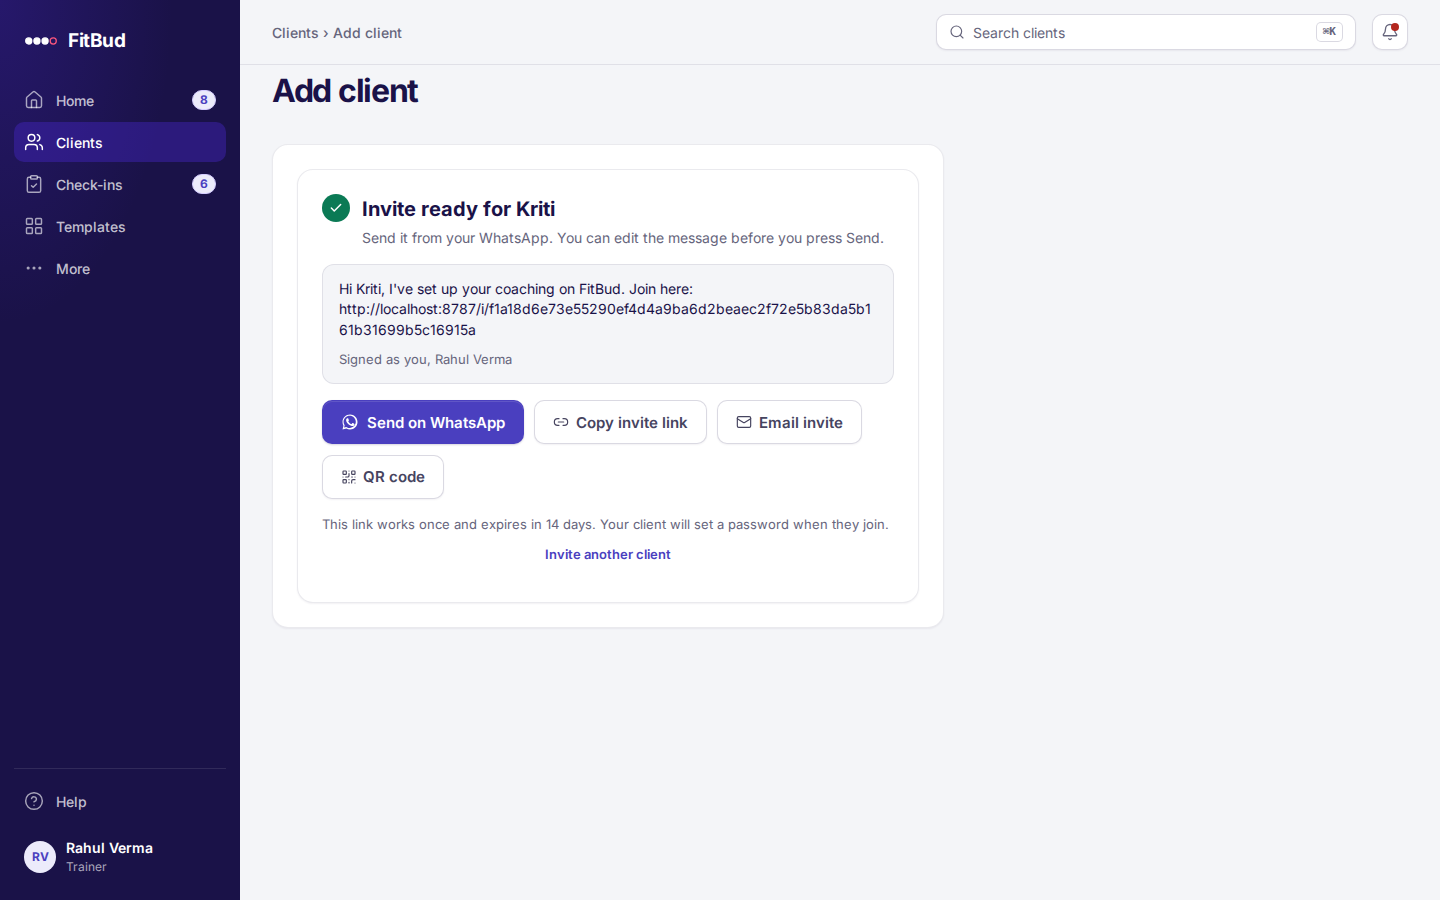 FitBud
Home 8
Clients
Check-ins 6
Templates
More
Help
RV Rahul Verma
Trainer
Clients › Add client
Search clients ⌘K
Add client
Invite ready for Kriti
Send it from your WhatsApp. You can edit the message before you press Send.
Hi Kriti, I've set up your coaching on FitBud. Join here:
http://localhost:8787/i/f1a18d6e73e55290ef4d4a9ba6d2beaec2f72e5b83da5b1
61b31699b5c16915a
Signed as you, Rahul Verma
Send on WhatsApp Copy invite link Email invite
QR code
This link works once and expires in 14 days. Your client will set a password when they join.
Invite another client